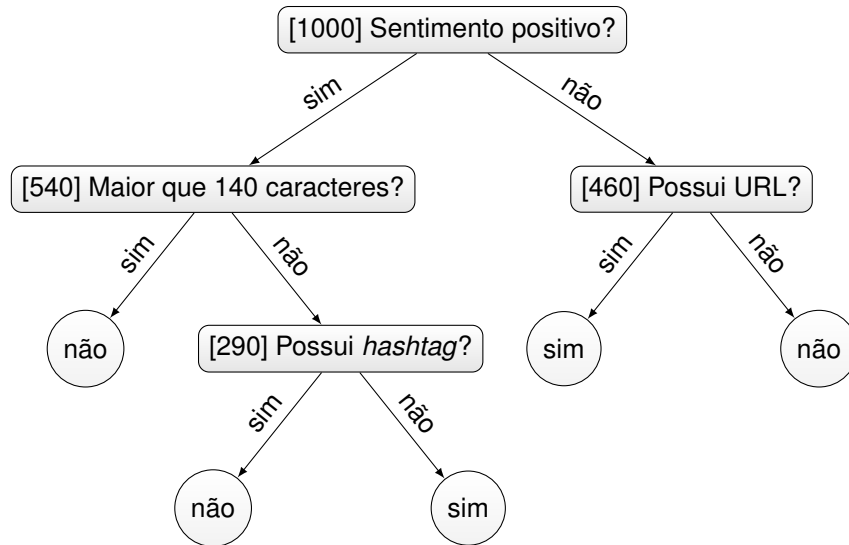 [1000] Sentimento positivo?
sim
não
[540] Maior que 140 caracteres?
[460] Possui URL?
sim
não
sim
não
não
[290] Possui hashtag?
sim
não
sim
não
não
sim